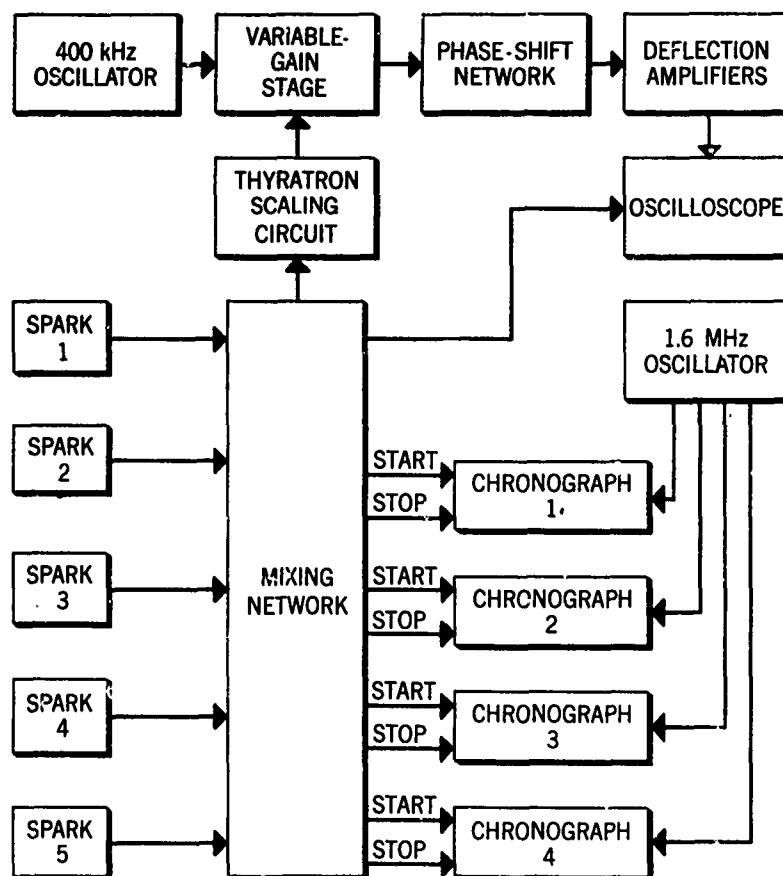 400 kHz
OSCILLATOR
VARIABLE-
GAIN
STAGE
PHASE-SHIFT
NETWORK
DEFLECTION
AMPLIFIERS
THYRATRON
SCALING
CIRCUIT
OSCILLOSCOPE
SPARK
1
1.6 MHz
OSCILLATOR
SPARK
2
START
STOP
CHRONOGRAPH
1
SPARK
3
MIXING
NETWORK
START
STOP
CHRONOGRAPH
2
SPARK
4
START
STOP
CHRONOGRAPH
3
SPARK
5
START
STOP
CHRONOGRAPH
4